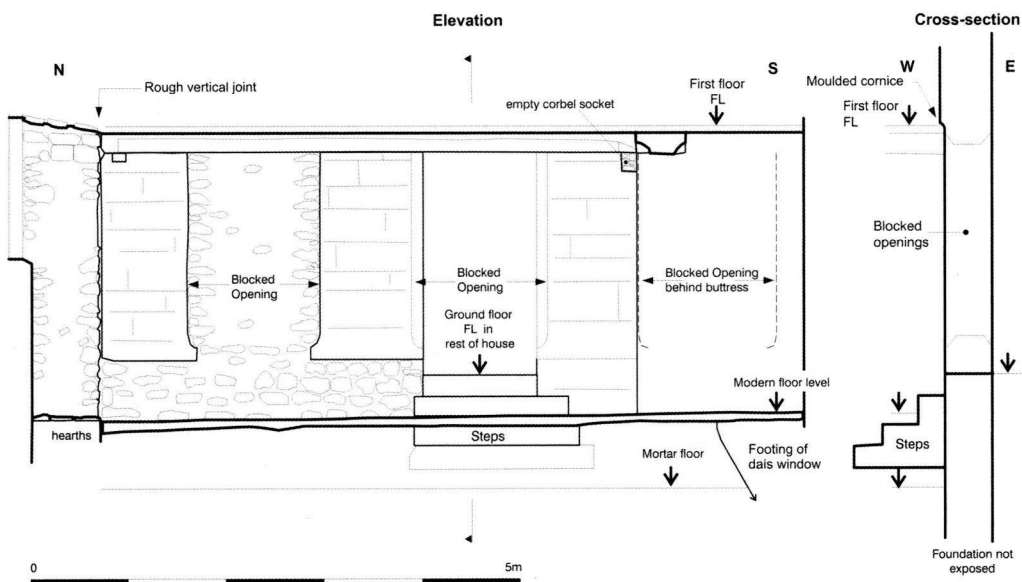 Elevation
Cross-section
N
S
W
E
Rough vertical joint
empty corbel socket
First floor
FL
Moulded cornice
First floor
FL
Blocked
Opening
Blocked
Opening
Blocked Opening
behind buttress
Blocked
openings
Ground floor
FL in
rest of house
Modern floor level
hearths
Steps
Mortar floor
Footing of
dais window
Steps
Foundation not
exposed
0
5m